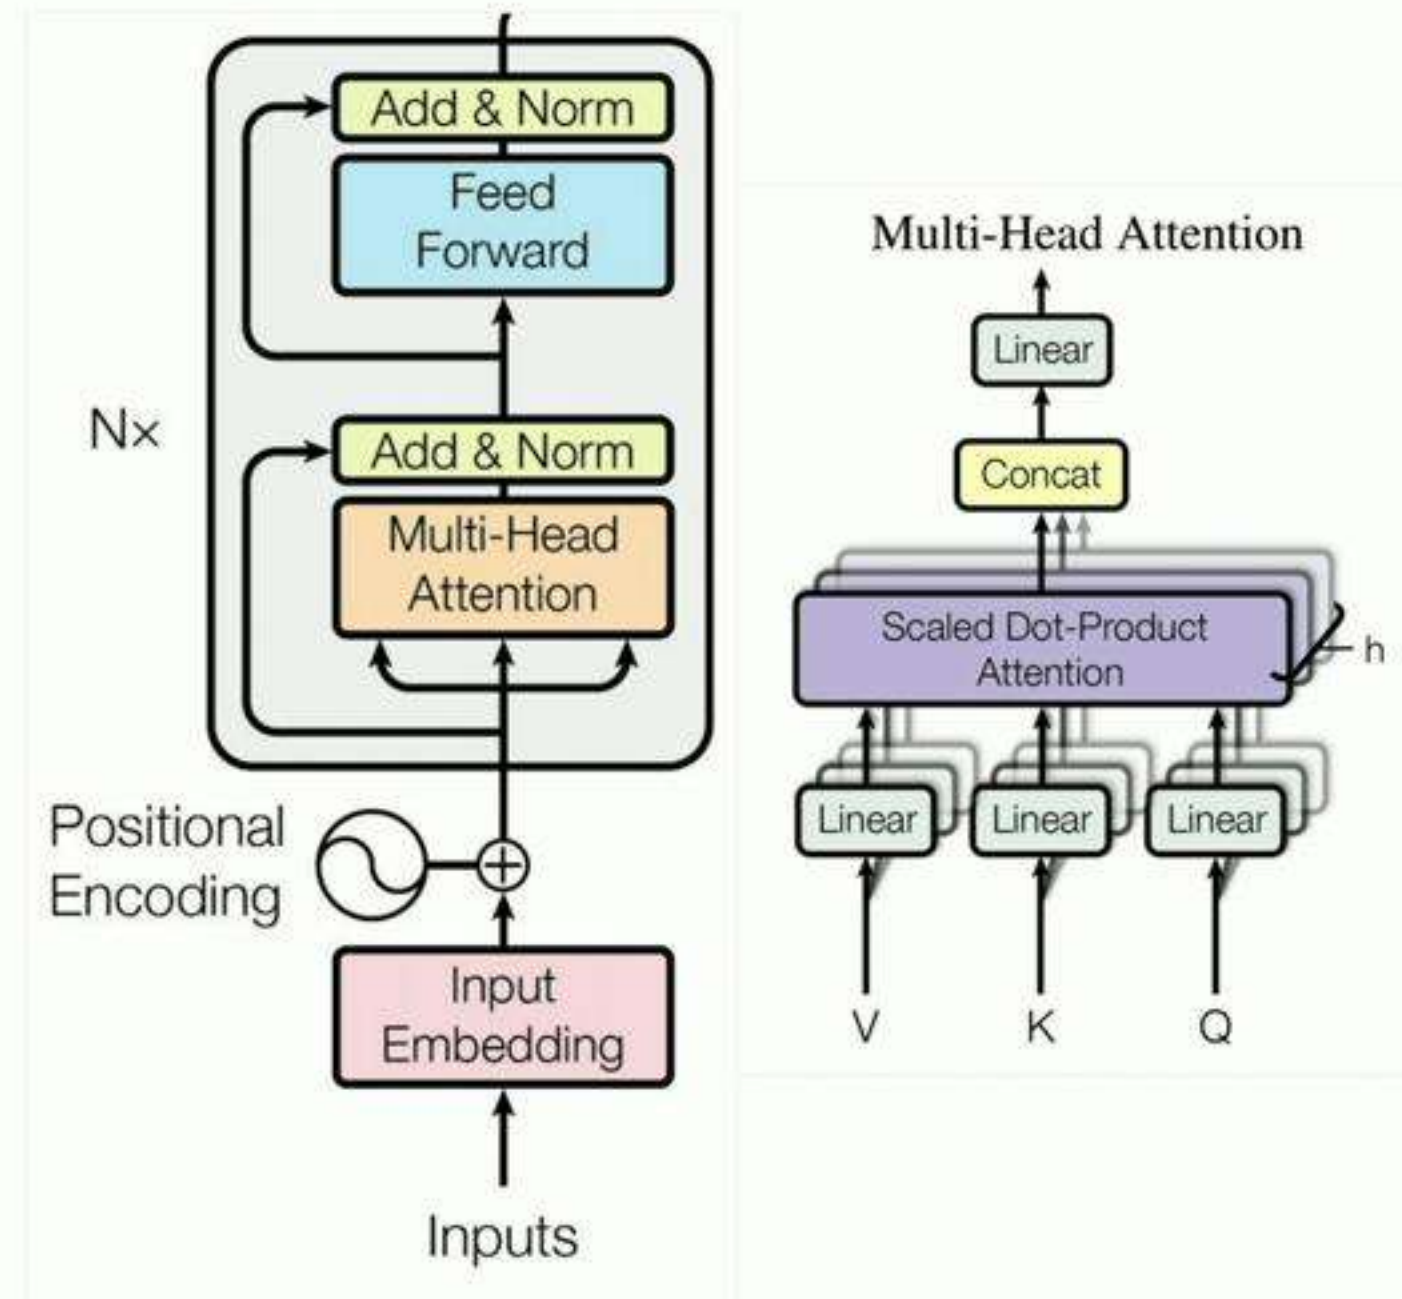 Add & Norm
Feed
Forward
Nx
Add & Norm
Multi-Head
Attention
Positional
Encoding
Input
Embedding
Inputs
Multi-Head Attention
Linear
Concat
Scaled Dot-Product
Attention
h
Linear Linear Linear
V K Q